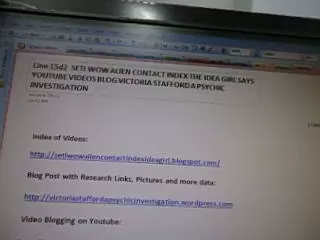 Line 15d2 SETI WOW ALIEN CONTACT INDEX THE IDEA GIRL SAYS
YOUTUBE VIDEOS BLOG VICTORIA STAFFORD A PSYCHIC
INVESTIGATION
Index of Videos:
http://setiwowaliencontactindexideagirl.blogspot.com/
Blog Post with Research Links, Pictures and more data:
http://victoriastaffordapsychicinvestigation.wordpress.com
Video Blogging on Youtube: